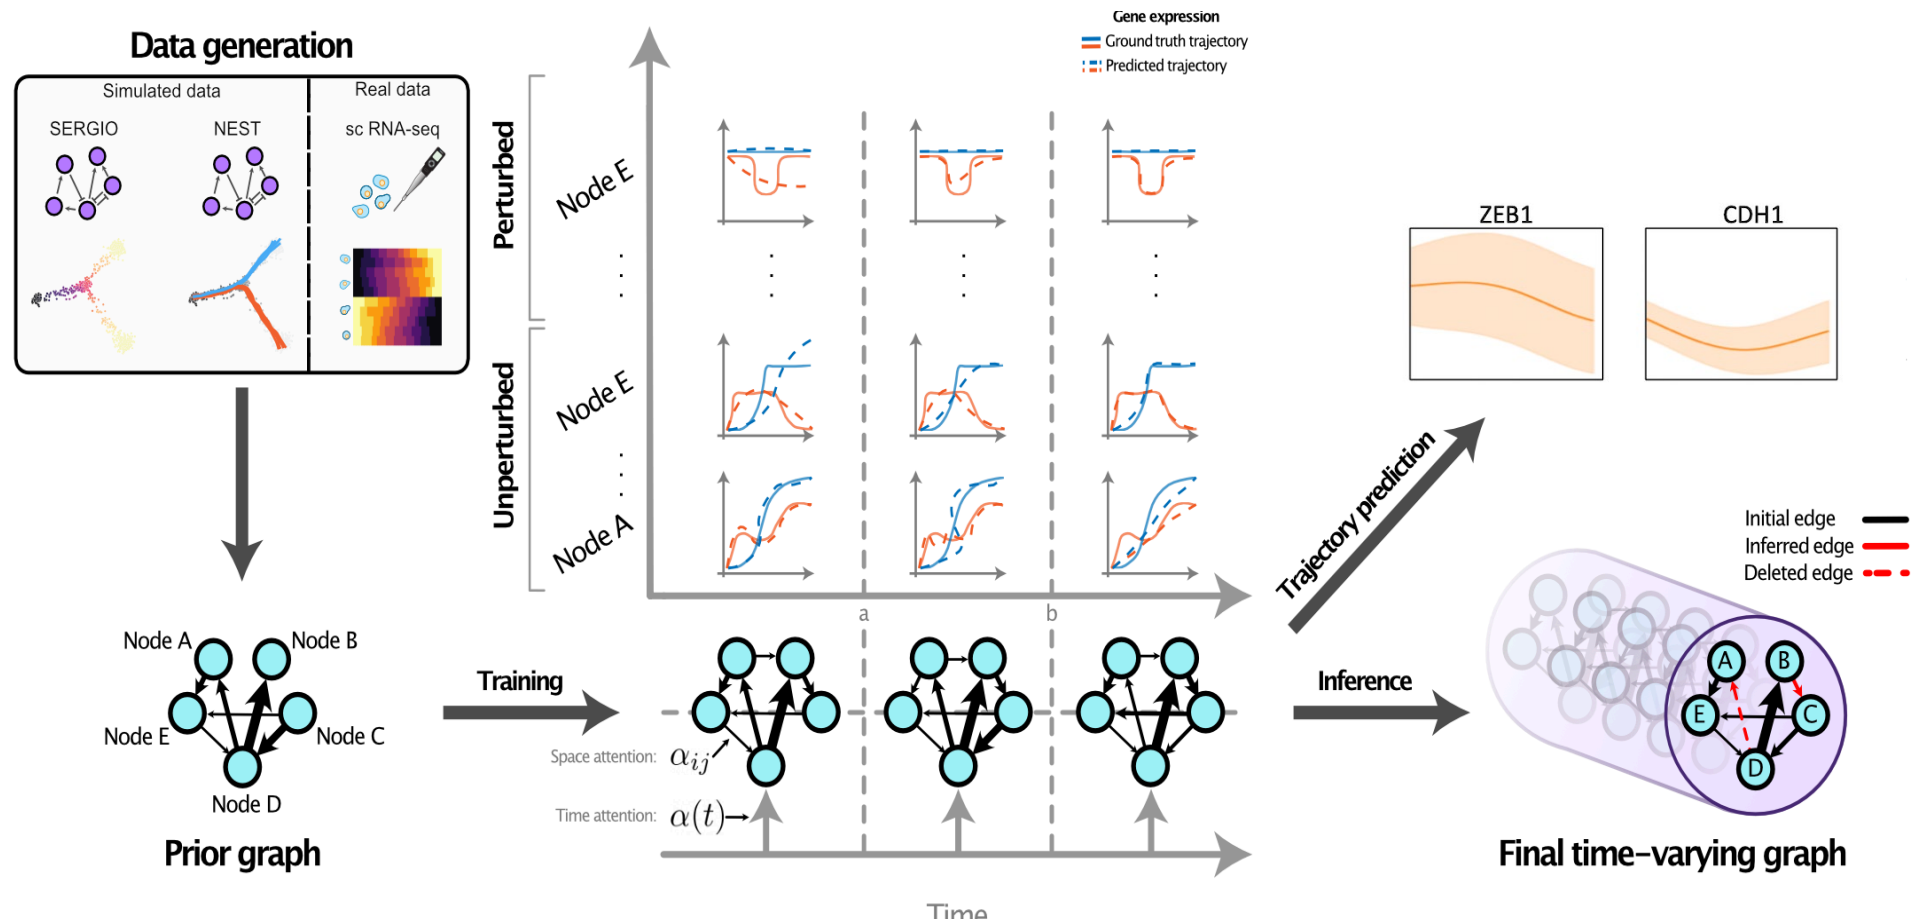 Data generation
Simulated data
Real data
SERGIO
NEST
sc RNA-seq
Gene expression
Ground truth trajectory
Predicted trajectory
Perturbed
Node E
Unperturbed
Node E
Node A
a
b
ZEB1
CDH1
Trajectory prediction
Initial edge
Inferred edge
Deleted edge
Node A
Node B
Node E
Node C
Node D
Prior graph
Training
Space attention: αij
Time attention: α(t)
Time
Inference
A
B
E
C
D
Final time-varying graph